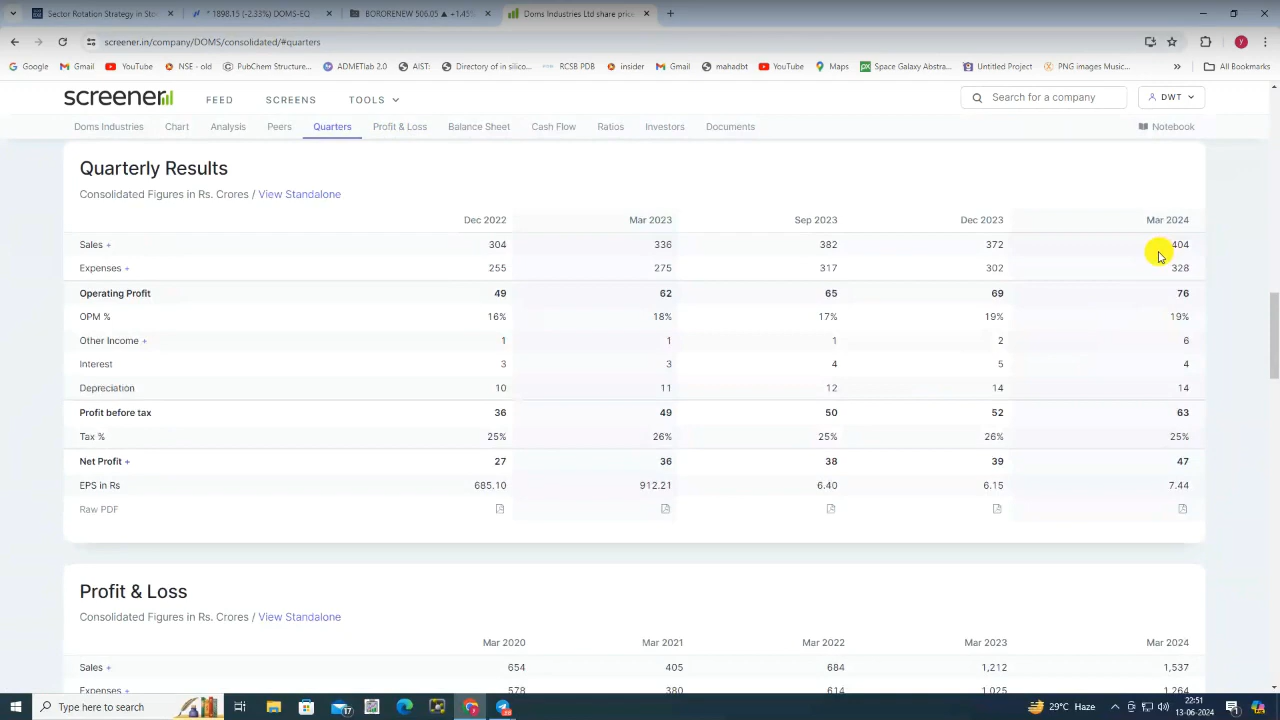 Sector Rotation Strategy in Sto
1898.15 (-2.33%) DOMS-EQ
BORORENEW 506.05 ▲ +1.45%
Doms Industries Ltd share price
screener.in/company/DOMS/consolidated/#quarters
Google Gmail YouTube NSE - old PubChem Structure... ADMETlab 2.0 AIST: Directory of in silico... RCSB PDB insider Gmail mahadbt YouTube Maps Space Galaxy Abstra... Untitled Project PNG images Music... » All Bookmarks
screener FEED SCREENS TOOLS Search for a company DWT
Doms Industries Chart Analysis Peers Quarters Profit & Loss Balance Sheet Cash Flow Ratios Investors Documents Notebook
Quarterly Results
Consolidated Figures in Rs. Crores / View Standalone
Dec 2022 Mar 2023 Sep 2023 Dec 2023 Mar 2024
Sales + 304 336 382 372 404
Expenses + 255 275 317 302 328
Operating Profit 49 62 65 69 76
OPM % 16% 18% 17% 19% 19%
Other Income + 1 1 1 2 6
Interest 3 3 4 5 4
Depreciation 10 11 12 14 14
Profit before tax 36 49 50 52 63
Tax % 25% 26% 25% 26% 25%
Net Profit + 27 36 38 39 47
EPS in Rs 685.10 912.21 6.40 6.15 7.44
Raw PDF
Profit & Loss
Consolidated Figures in Rs. Crores / View Standalone
Mar 2020 Mar 2021 Mar 2022 Mar 2023 Mar 2024
Sales + 654 405 684 1,212 1,537
Expenses + 578 380 614 1,025 1,264
Type here to search
29°C Haze
22:51
13-06-2024